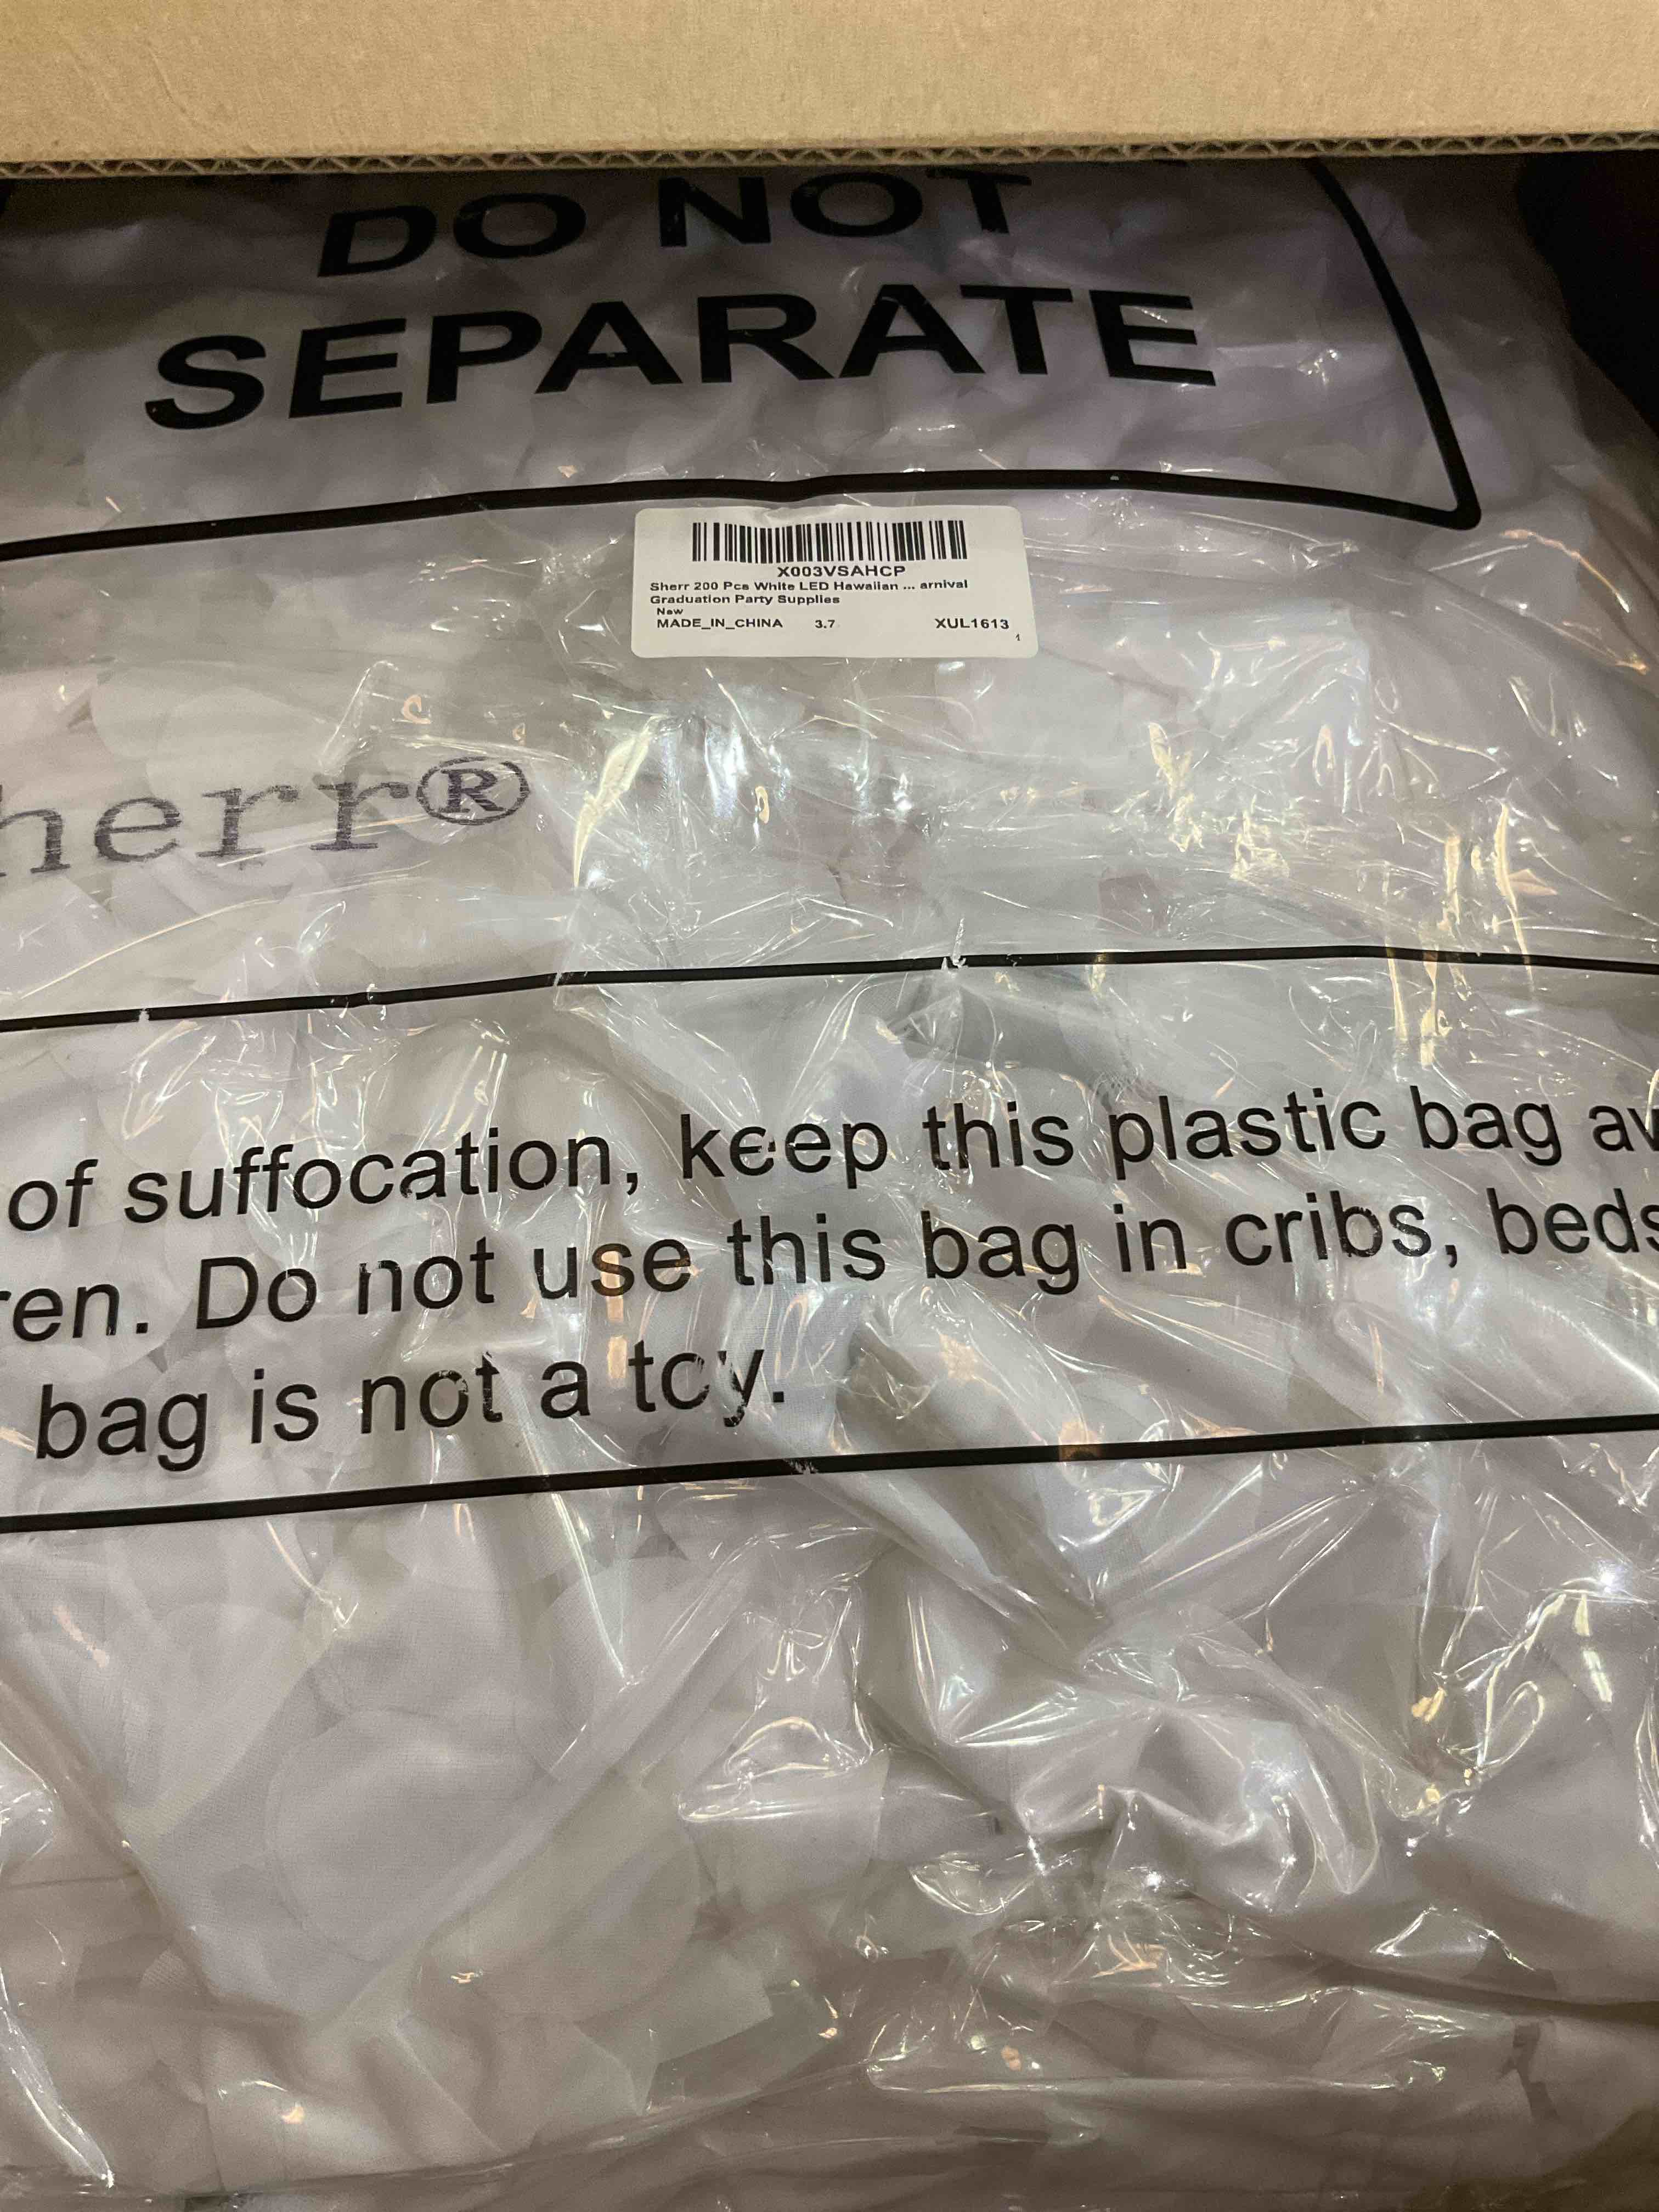 DO NOT
SEPARATE
X003VSAHCP
Sherr 200 Pcs White LED Hawaiian ... arnival
Graduation Party Supplies
New
MADE_IN_CHINA 3.7 XUL1613
1
herr®
of suffocation, keep this plastic bag aw
ren. Do not use this bag in cribs, beds
bag is not a toy.